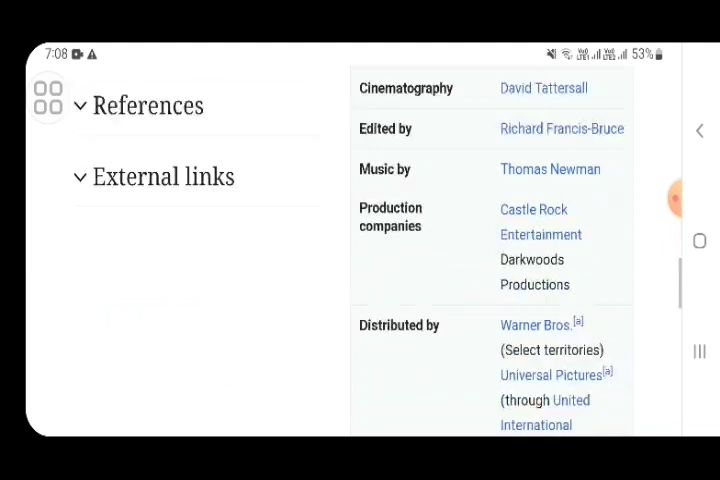 7:08
53%
References
External links
Cinematography David Tattersall
Edited by Richard Francis-Bruce
Music by Thomas Newman
Production companies Castle Rock
Entertainment
Darkwoods
Productions
Distributed by Warner Bros.[a]
(Select territories)
Universal Pictures[a]
(through United
International